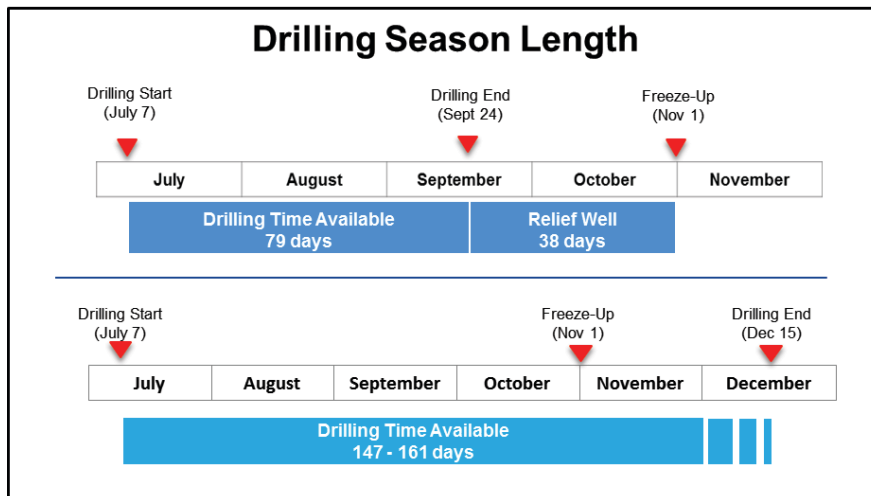 Drilling Season Length
Drilling Start
(July 7)
Drilling End
(Sept 24)
Freeze-Up
(Nov 1)
July
August
September
October
November
Drilling Time Available
79 days
Relief Well
38 days
Drilling Start
(July 7)
Freeze-Up
(Nov 1)
Drilling End
(Dec 15)
July
August
September
October
November
December
Drilling Time Available
147 - 161 days